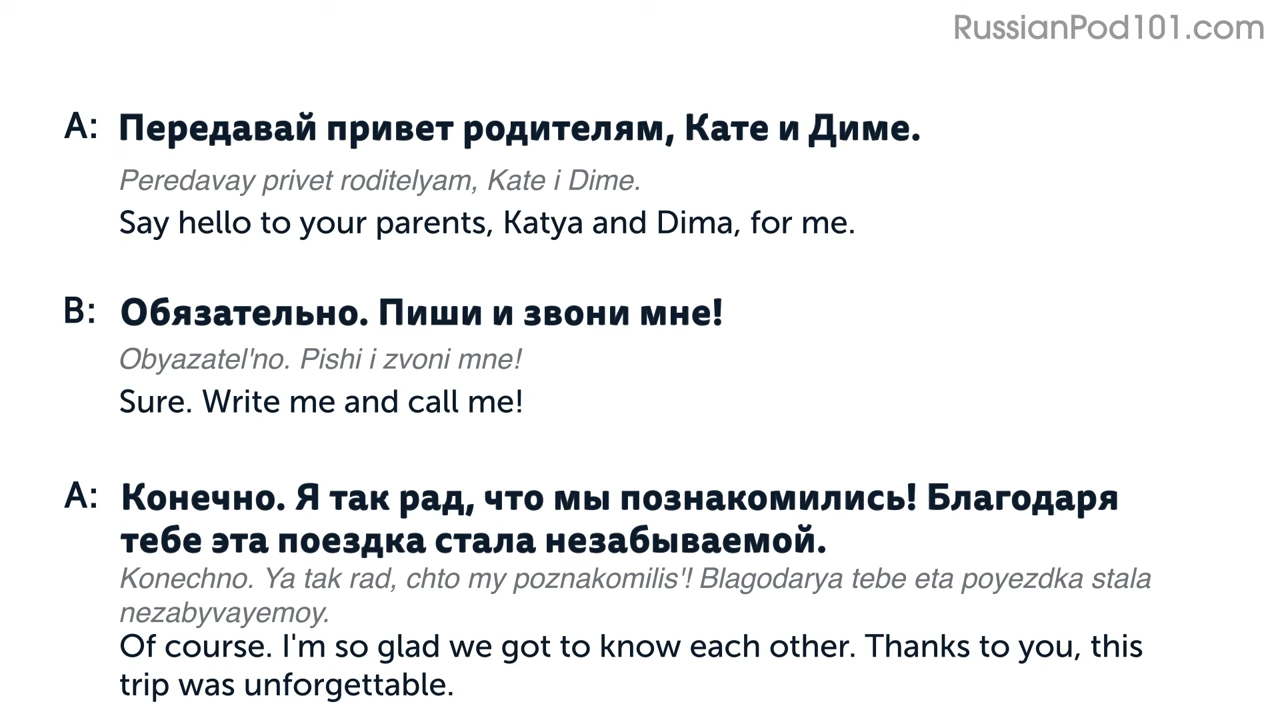 RussianPod101.com
A: Передавай привет родителям, Кате и Диме.
Peredavay privet roditelyam, Kate i Dime.
Say hello to your parents, Katya and Dima, for me.
B: Обязательно. Пиши и звони мне!
Obyazatel'no. Pishi i zvoni mne!
Sure. Write me and call me!
A: Конечно. Я так рад, что мы познакомились! Благодаря
тебе эта поездка стала незабываемой.
Konechno. Ya tak rad, chto my poznakomilis'! Blagodarya tebe eta poyezdka stala
nezabyvayemoy.
Of course. I'm so glad we got to know each other. Thanks to you, this
trip was unforgettable.